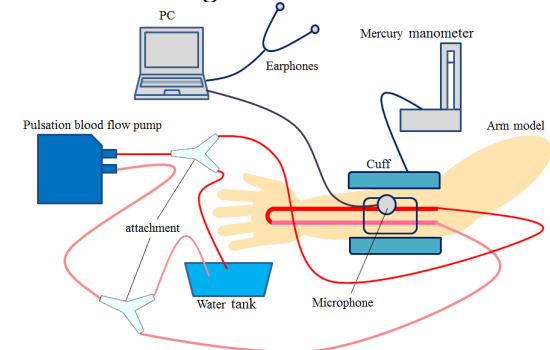 PC
Mercury manometer
Earphones
Pulsation blood flow pump
Arm model
Cuff
attachment
Water tank
Microphone